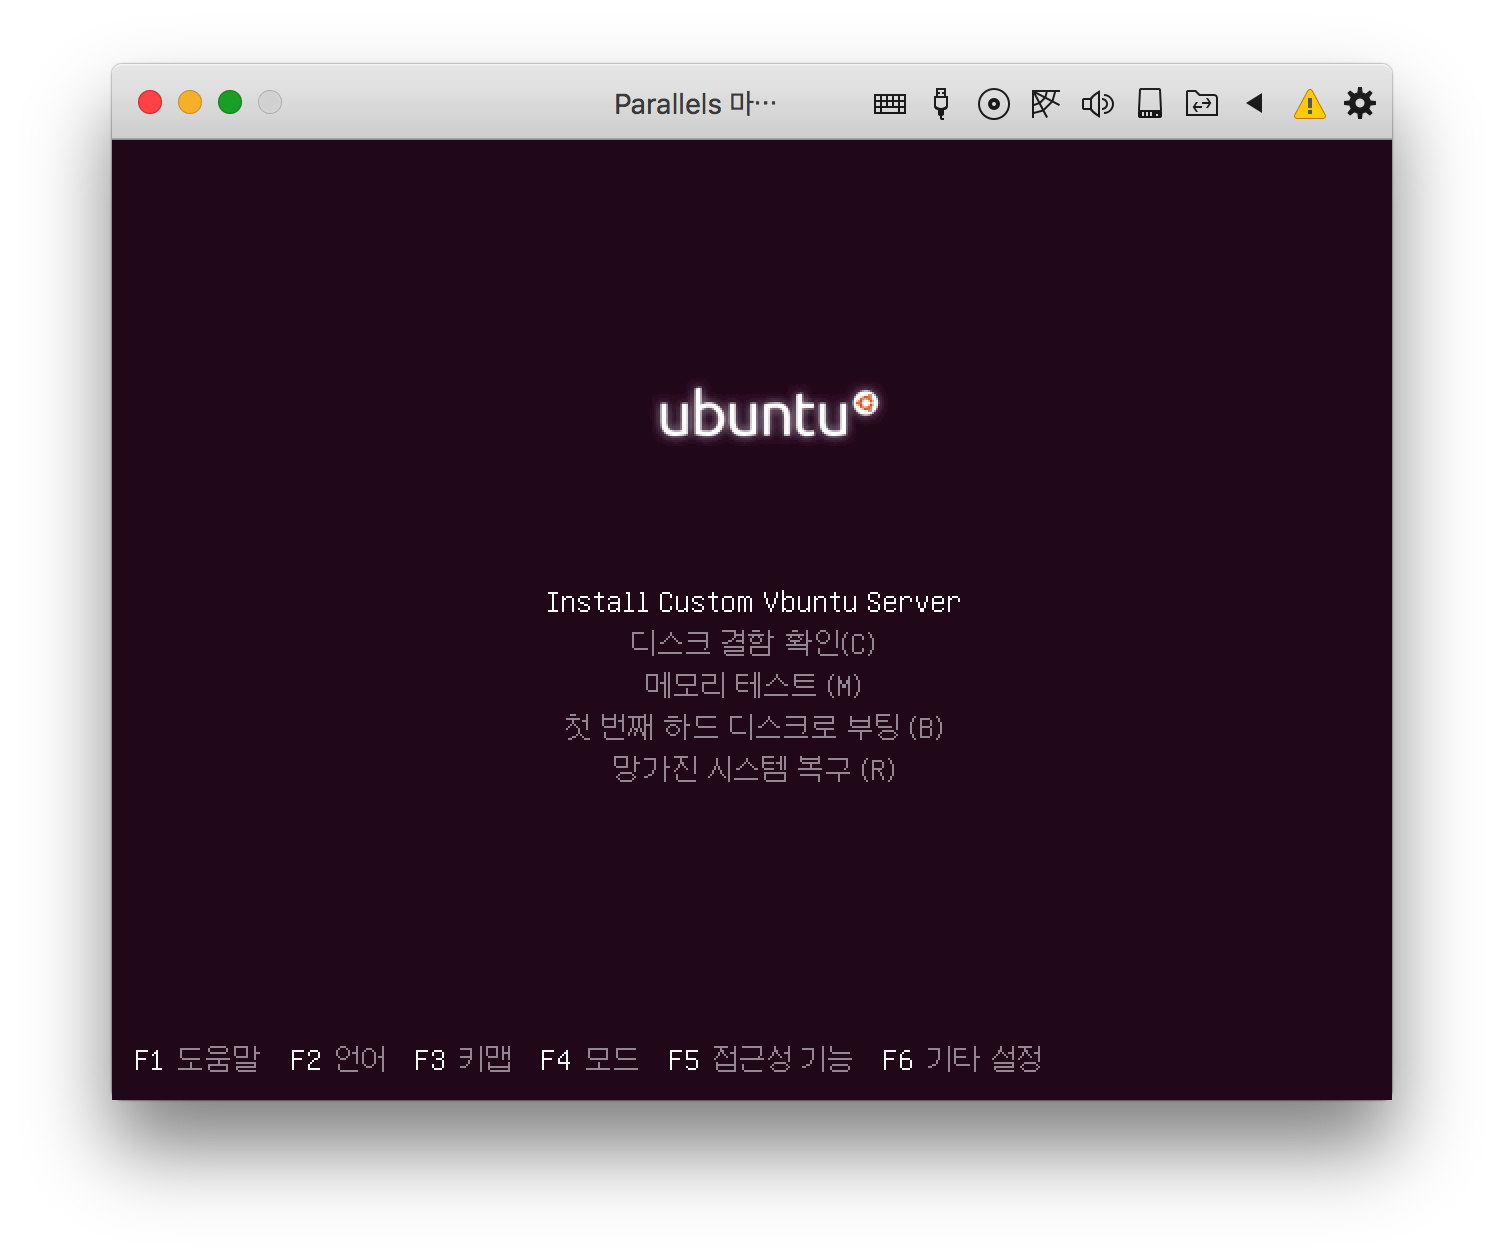 Parallels 마···
ubuntu
Install Custom Vbuntu Server
디스크 결함 확인(C)
메모리 테스트 (M)
첫 번째 하드 디스크로 부팅 (B)
망가진 시스템 복구 (R)
F1 도움말 F2 언어 F3 키맵 F4 모드 F5 접근성 기능 F6 기타 설정